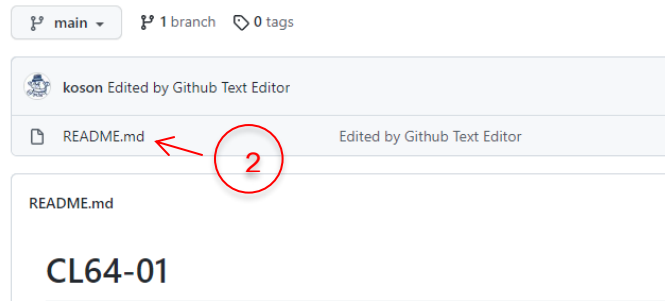 main 1 branch 0 tags
koson Edited by Github Text Editor
README.md Edited by Github Text Editor
2
README.md
CL64-01